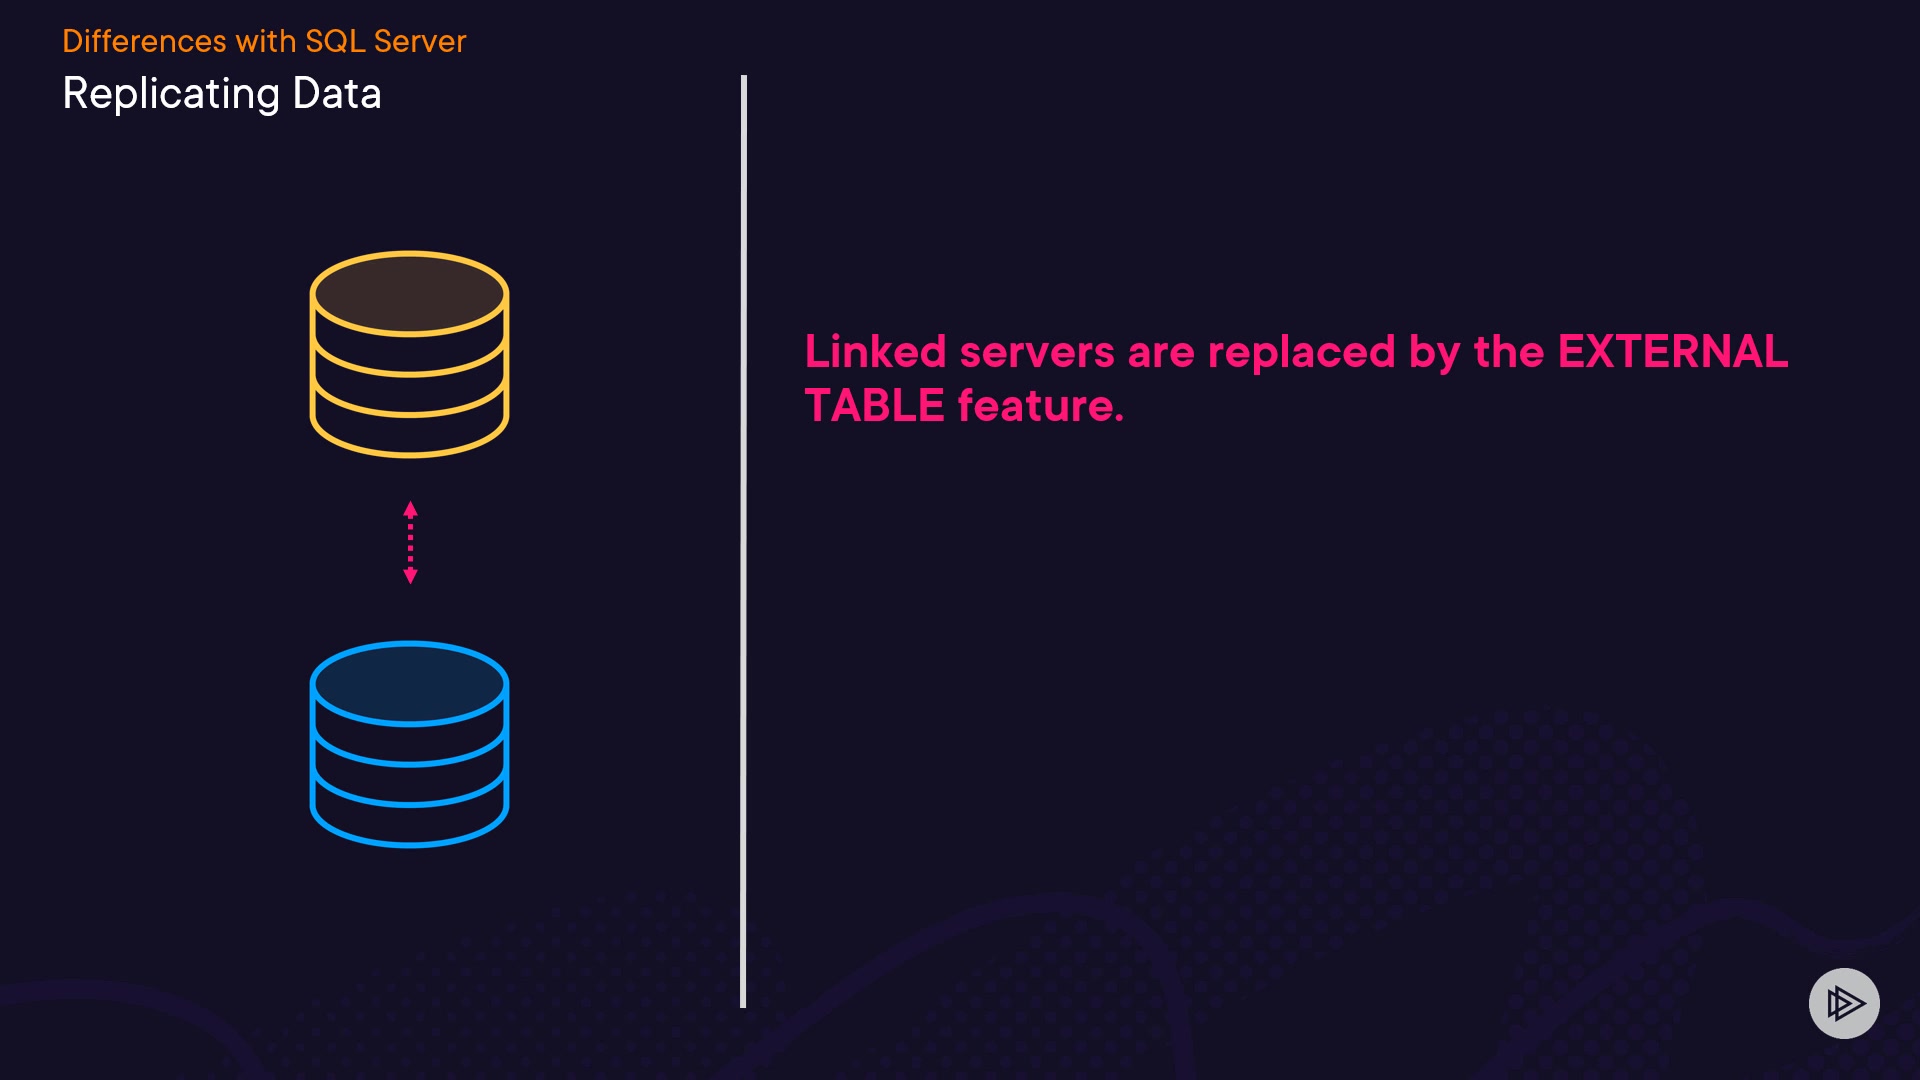 Differences with SQL Server
Replicating Data
Linked servers are replaced by the EXTERNAL
TABLE feature.